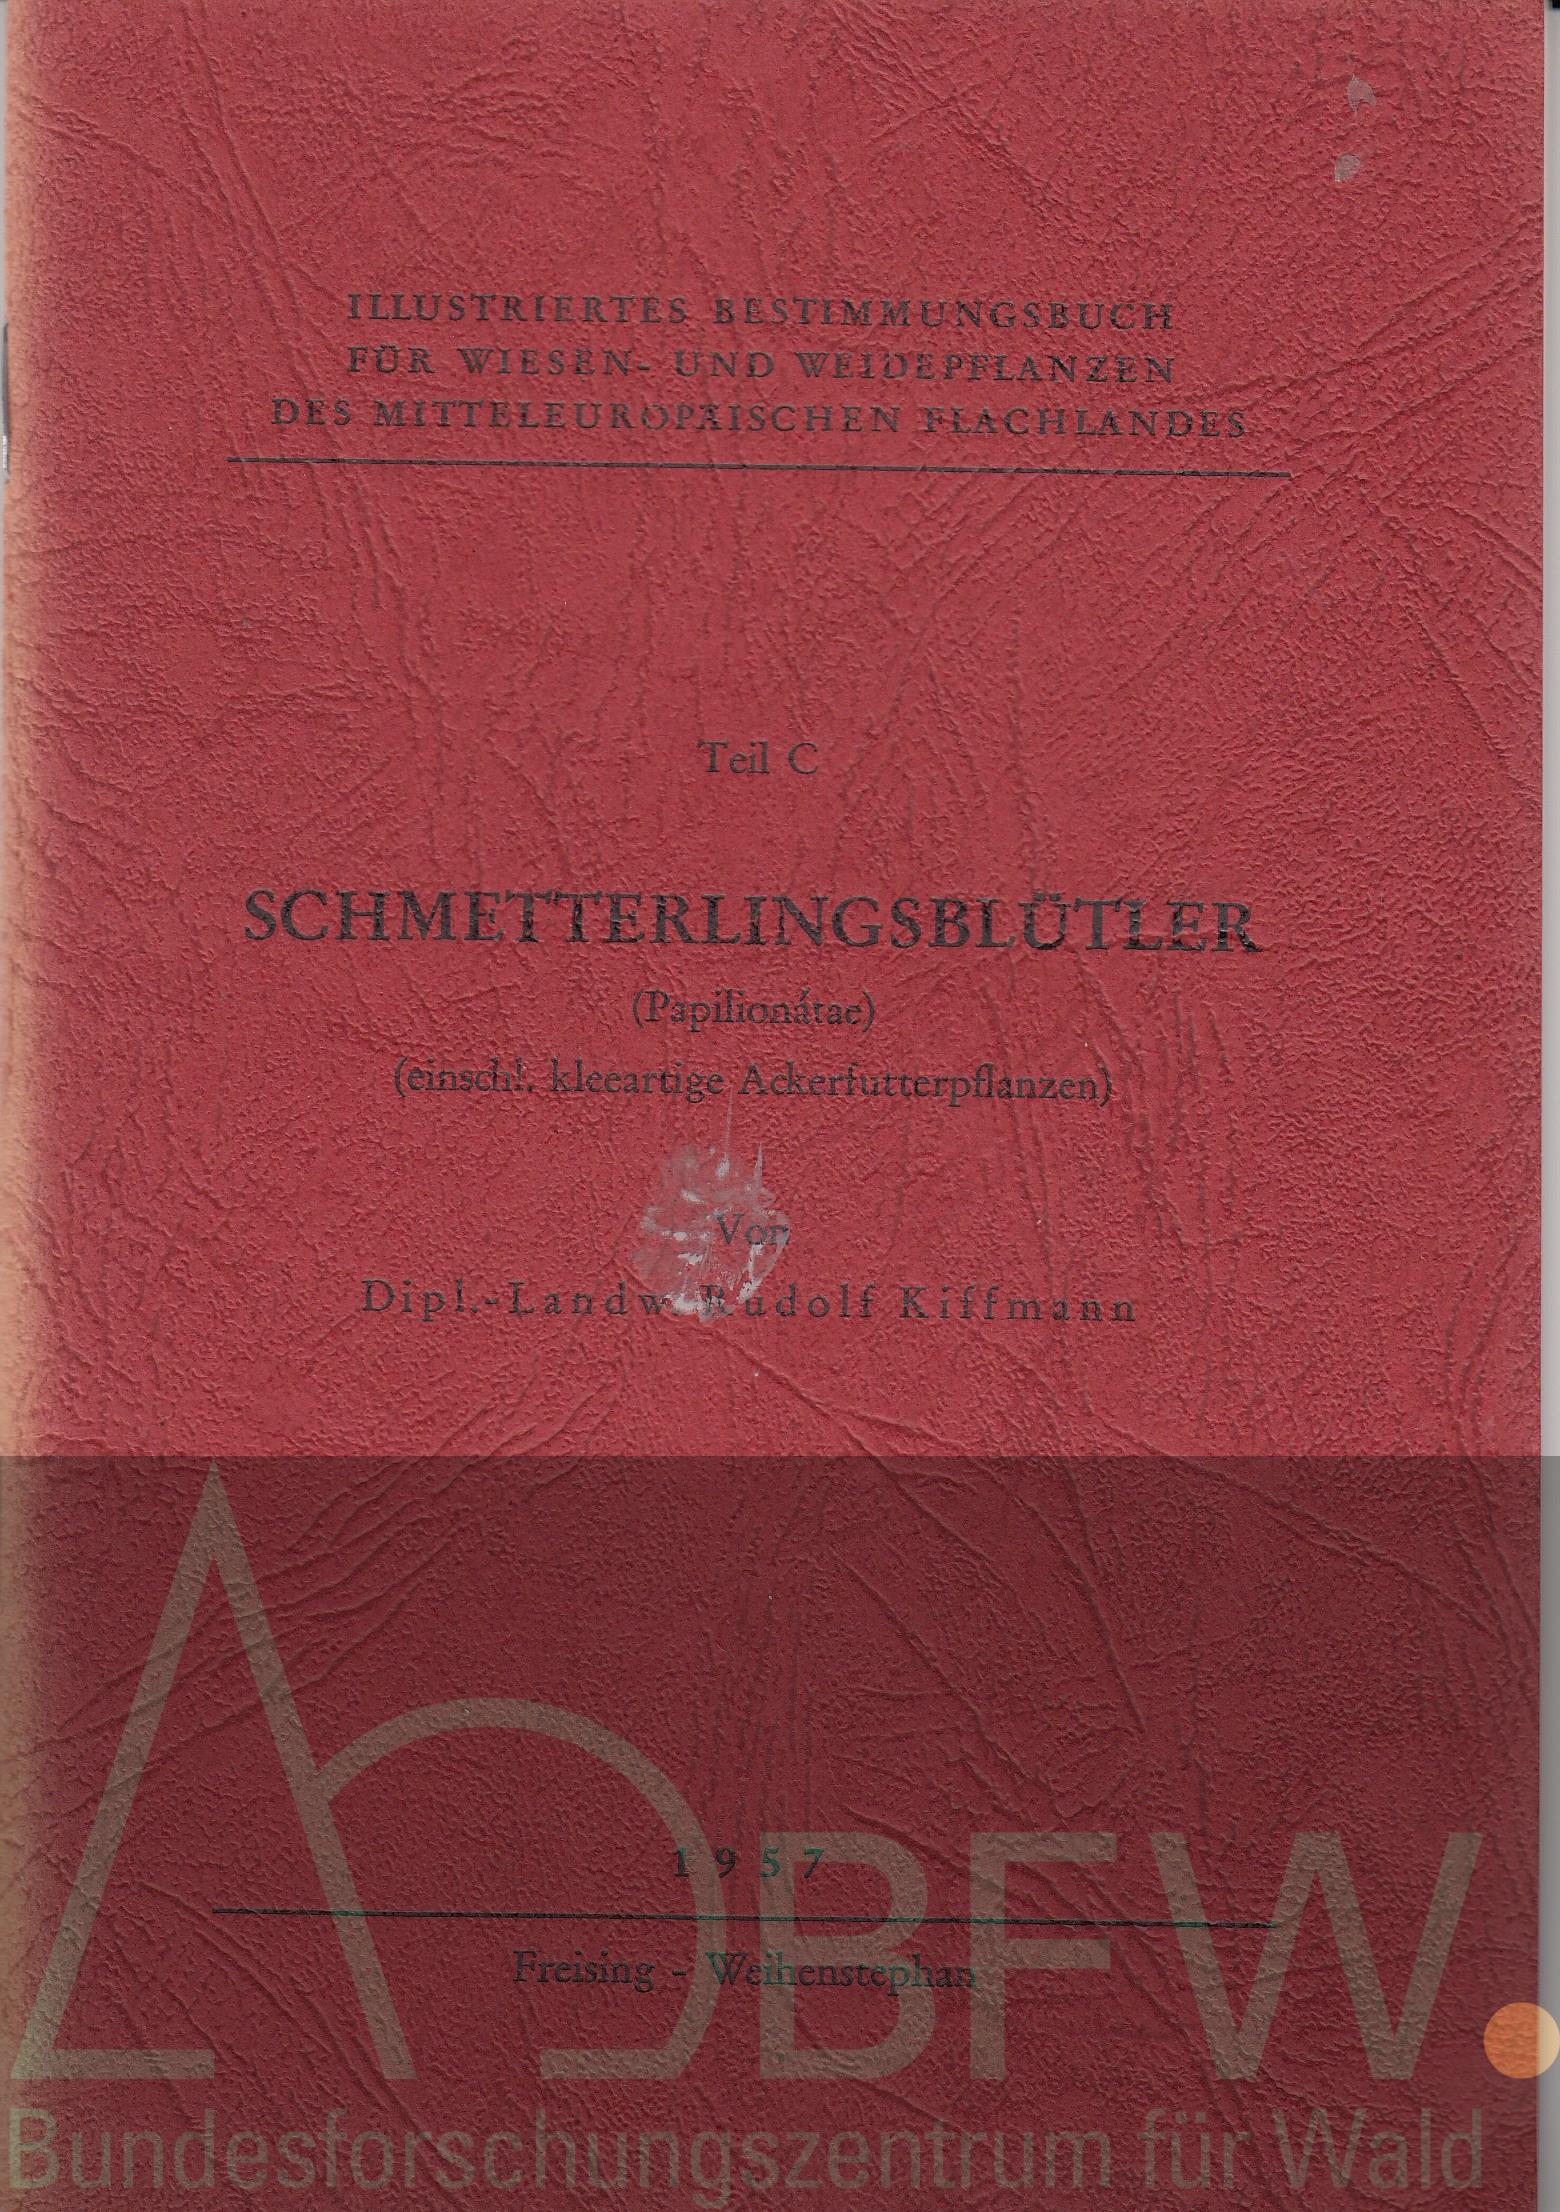 ILLUSTRIERTES BESTIMMUNGSBUCH
FÜR WIESEN- UND WEIDEPFLANZEN
DES MITTELEUROPÄISCHEN FLACHLANDES
Teil C
SCHMETTERLINGSBLÜTLER
(Papilionátae)
(einschl. kleeartige Ackerfutterpflanzen)
Von
Dipl.-Landw. Rudolf Kiffmann
1957
Freising - Weihenstephan
BFW
Bundesforschungszentrum für Wald